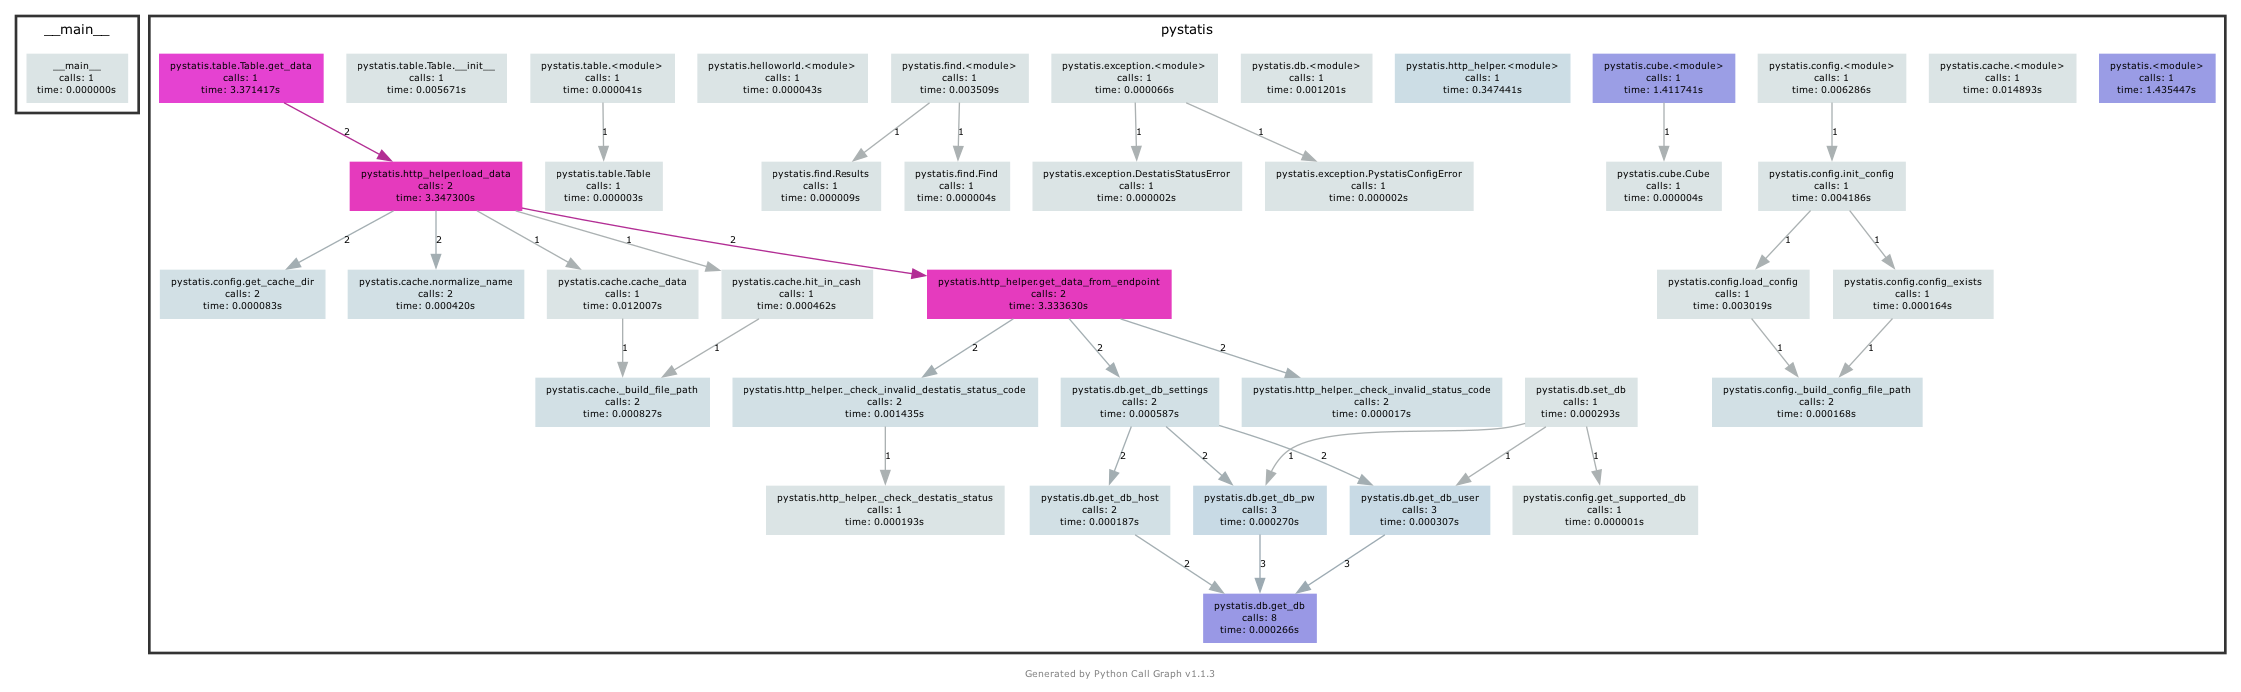 __main__
pystatis
__main__
calls: 1
time: 0.000000s
pystatis.table.Table.get_data
calls: 1
time: 3.371417s
pystatis.table.Table.__init__
calls: 1
time: 0.005671s
pystatis.table.<module>
calls: 1
time: 0.000041s
pystatis.helloworld.<module>
calls: 1
time: 0.000043s
pystatis.find.<module>
calls: 1
time: 0.003509s
pystatis.exception.<module>
calls: 1
time: 0.000066s
pystatis.db.<module>
calls: 1
time: 0.001201s
pystatis.http_helper.<module>
calls: 1
time: 0.347441s
pystatis.cube.<module>
calls: 1
time: 1.411741s
pystatis.config.<module>
calls: 1
time: 0.006286s
pystatis.cache.<module>
calls: 1
time: 0.014893s
pystatis.<module>
calls: 1
time: 1.435447s
2
1
1
1
1
1
1
1
pystatis.http_helper.load_data
calls: 2
time: 3.347300s
pystatis.table.Table
calls: 1
time: 0.000003s
pystatis.find.Results
calls: 1
time: 0.000009s
pystatis.find.Find
calls: 1
time: 0.000004s
pystatis.exception.DestatisStatusError
calls: 1
time: 0.000002s
pystatis.exception.PystatisConfigError
calls: 1
time: 0.000002s
pystatis.cube.Cube
calls: 1
time: 0.000004s
pystatis.config.init_config
calls: 1
time: 0.004186s
2
2
1
1
2
1
1
pystatis.config.get_cache_dir
calls: 2
time: 0.000083s
pystatis.cache.normalize_name
calls: 2
time: 0.000420s
pystatis.cache.cache_data
calls: 1
time: 0.012007s
pystatis.cache.hit_in_cash
calls: 1
time: 0.000462s
pystatis.http_helper.get_data_from_endpoint
calls: 2
time: 3.333630s
pystatis.config.load_config
calls: 1
time: 0.003019s
pystatis.config.config_exists
calls: 1
time: 0.000164s
1
1
2
2
2
1
1
pystatis.cache._build_file_path
calls: 2
time: 0.000827s
pystatis.http_helper._check_invalid_destatis_status_code
calls: 2
time: 0.001435s
pystatis.db.get_db_settings
calls: 2
time: 0.000587s
pystatis.http_helper._check_invalid_status_code
calls: 2
time: 0.000017s
pystatis.db.set_db
calls: 1
time: 0.000293s
pystatis.config._build_config_file_path
calls: 2
time: 0.000168s
1
2
2
1
2
1
1
pystatis.http_helper._check_destatis_status
calls: 1
time: 0.000193s
pystatis.db.get_db_host
calls: 2
time: 0.000187s
pystatis.db.get_db_pw
calls: 3
time: 0.000270s
pystatis.db.get_db_user
calls: 3
time: 0.000307s
pystatis.config.get_supported_db
calls: 1
time: 0.000001s
2
3
3
pystatis.db.get_db
calls: 8
time: 0.000266s
Generated by Python Call Graph v1.1.3